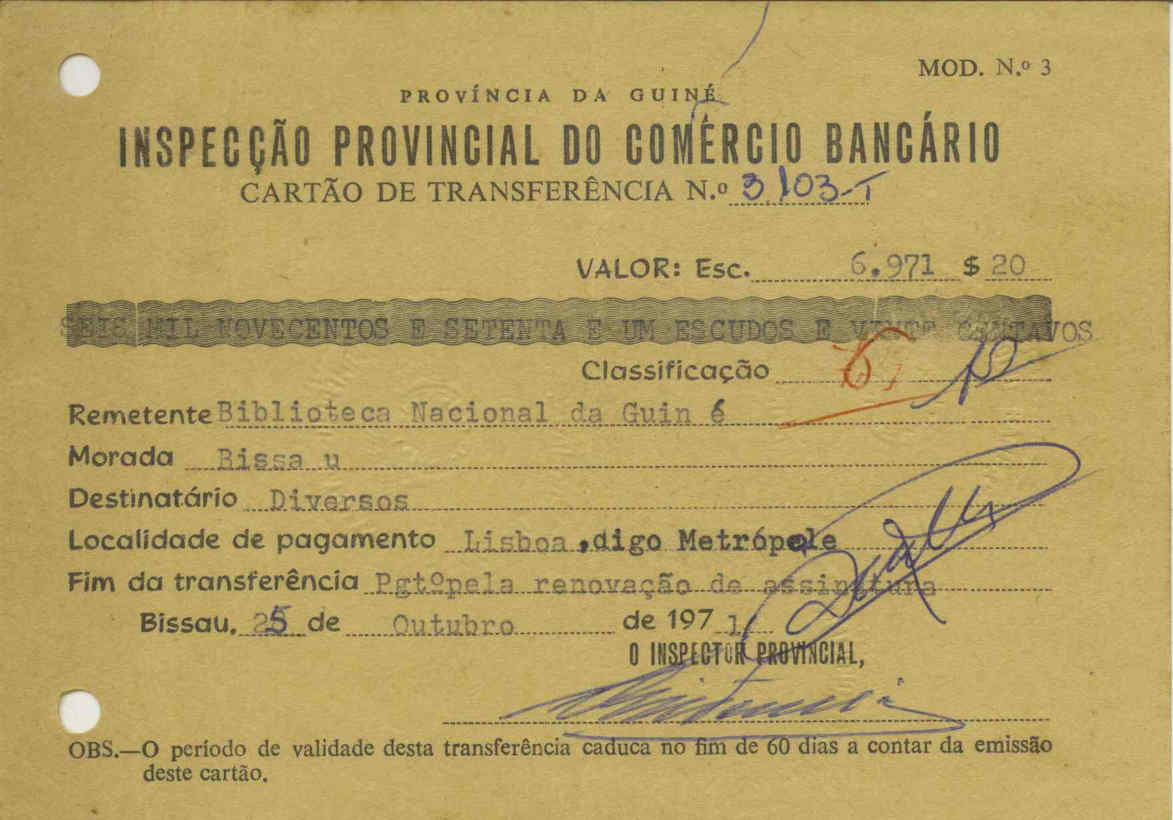 MOD. N.º 3
PROVÍNCIA DA GUINÉ
INSPECÇÃO PROVINCIAL DO COMÉRCIO BANCÁRIO
CARTÃO DE TRANSFERÊNCIA N.º 3.103-T
VALOR: Esc. 6.971 $ 20
SEIS MIL NOVECENTOS E SETENTA E UM ESCUDOS E VINTE CENTAVOS
Classificação
Remetente Biblioteca Nacional da Guin é
Morada Bissa u
Destinatário Diversos
Localidade de pagamento Lisboa ,digo Metrópole
Fim da transferência Pgtºpela renovação de assinatura
Bissau, 25 de Outubro de 197 1
O INSPECTOR PROVINCIAL,
OBS.—O período de validade desta transferência caduca no fim de 60 dias a contar da emissão
deste cartão.